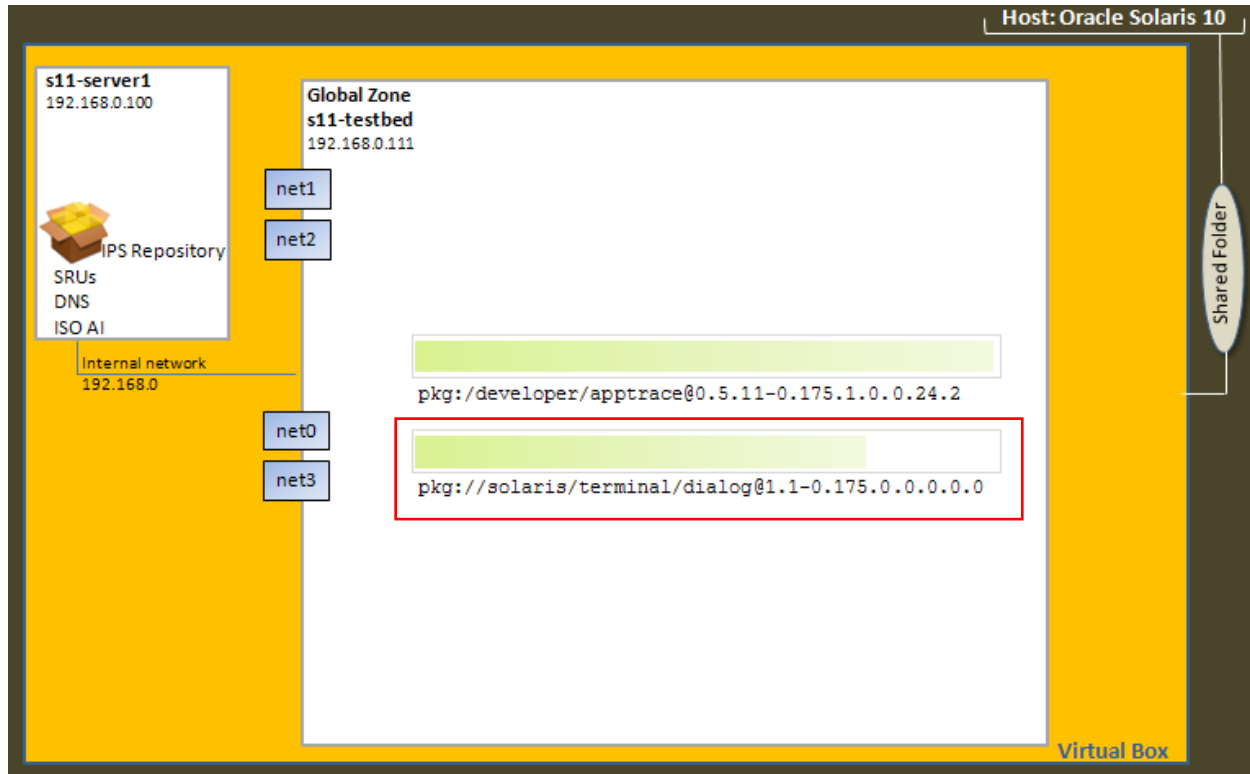 Host: Oracle Solaris 10
s11-server1
192.168.0.100
IPS Repository
SRUs
DNS
ISO AI
Internal network
192.168.0
Global Zone
s11-testbed
192.168.0.111
net1
net2
net0
net3
pkg:/developer/apptrace@0.5.11-0.175.1.0.0.24.2
pkg://solaris/terminal/dialog@1.1-0.175.0.0.0.0.0
Shared Folder
Virtual Box